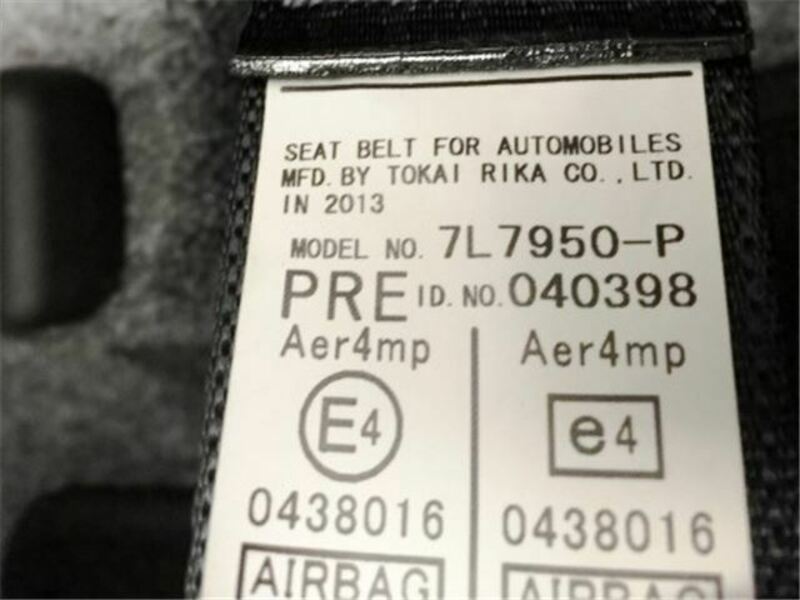 SEAT BELT FOR AUTOMOBILES
MFD. BY TOKAI RIKA CO., LTD.
IN 2013
MODEL NO. 7L7950-P
PRE ID. NO. 040398
Aer4mp Aer4mp
E4 e4
0438016 0438016
AIRBAG AIRBAG